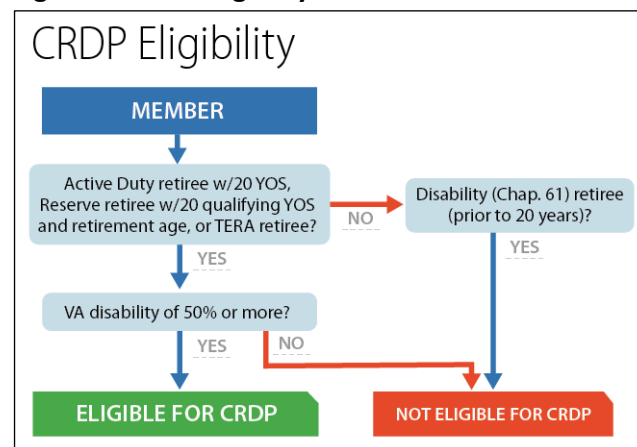 CRDP Eligibility
MEMBER
Active Duty retiree w/20 YOS,
Reserve retiree w/20 qualifying YOS
and retirement age, or TERA retiree?
NO
Disability (Chap. 61) retiree
(prior to 20 years)?
YES
YES
VA disability of 50% or more?
YES
NO
ELIGIBLE FOR CRDP
NOT ELIGIBLE FOR CRDP